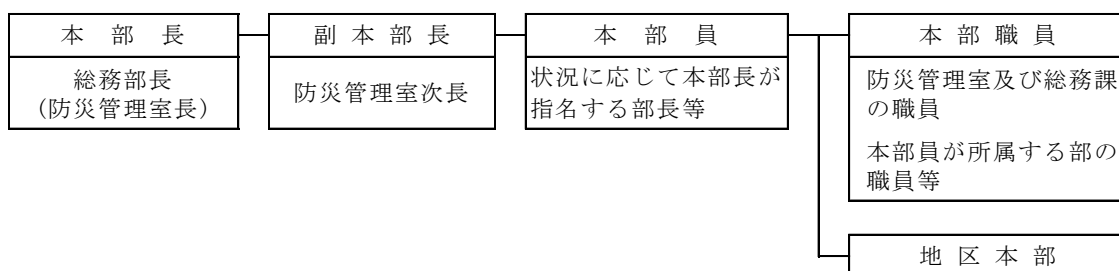 本部長
副本部長
本部員
本部職員
総務部長
(防災管理室長)
防災管理室次長
状況に応じて本部長が
指名する部長等
防災管理室及び総務課
の職員
本部員が所属する部の
職員等
地区本部